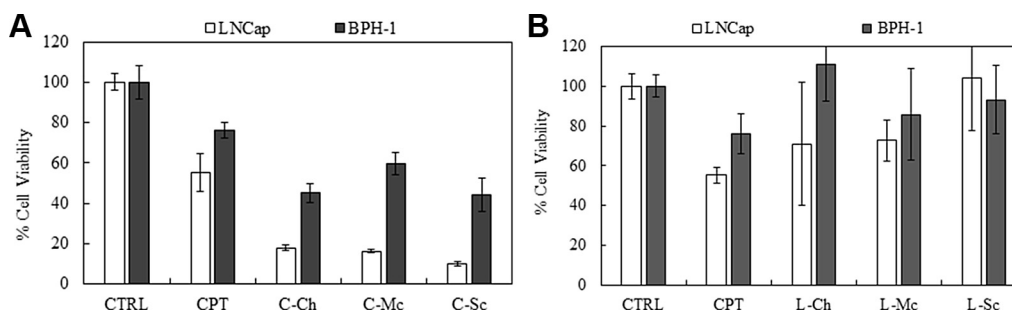 A
LNCap BPH-1
% Cell Viability
120
100
80
60
40
20
0
CTRL CPT C-Ch C-Mc C-Sc
B
LNCap BPH-1
% Cell Viability
120
100
80
60
40
20
0
CTRL CPT L-Ch L-Mc L-Sc